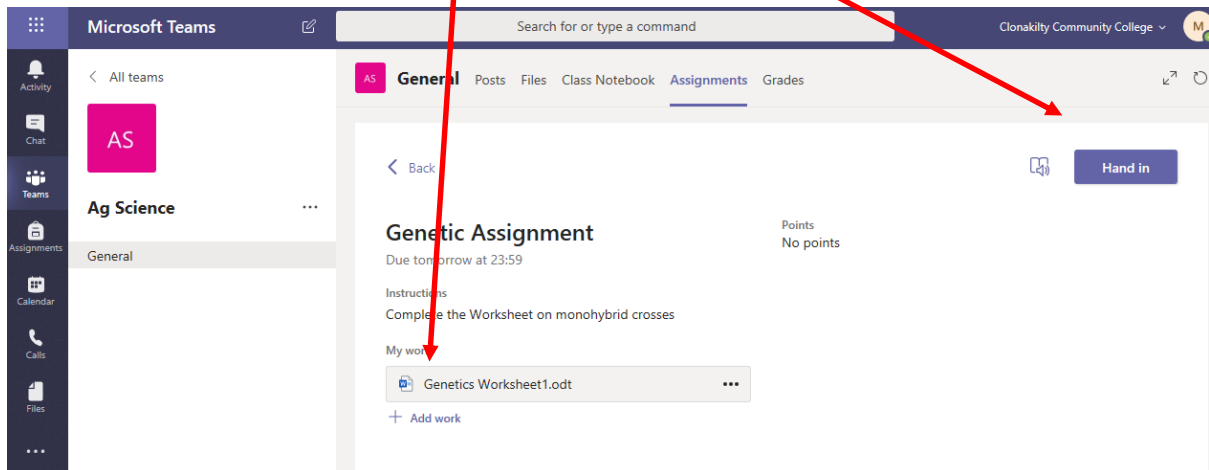 Microsoft Teams
Search for or type a command
Clonakilty Community College
M
Activity
Chat
Teams
Assignments
Calendar
Calls
Files
All teams
AS
Ag Science
General
AS General Posts Files Class Notebook Assignments Grades
Back
Hand in
Genetic Assignment
Due tomorrow at 23:59
Points
No points
Instructions
Complete the Worksheet on monohybrid crosses
My work
Genetics Worksheet1.odt
Add work